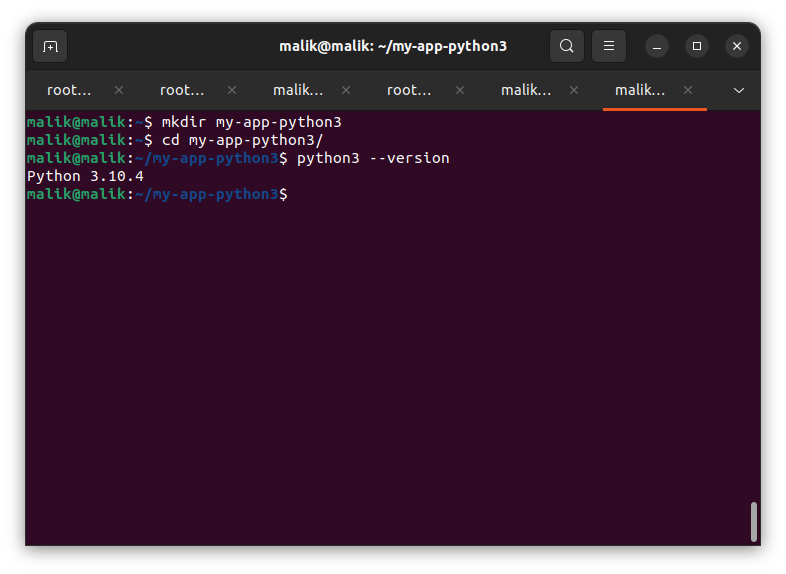 malik@malik: ~/my-app-python3
root... root... malik... root... malik... malik...
malik@malik:~$ mkdir my-app-python3
malik@malik:~$ cd my-app-python3/
malik@malik:~/my-app-python3$ python3 --version
Python 3.10.4
malik@malik:~/my-app-python3$